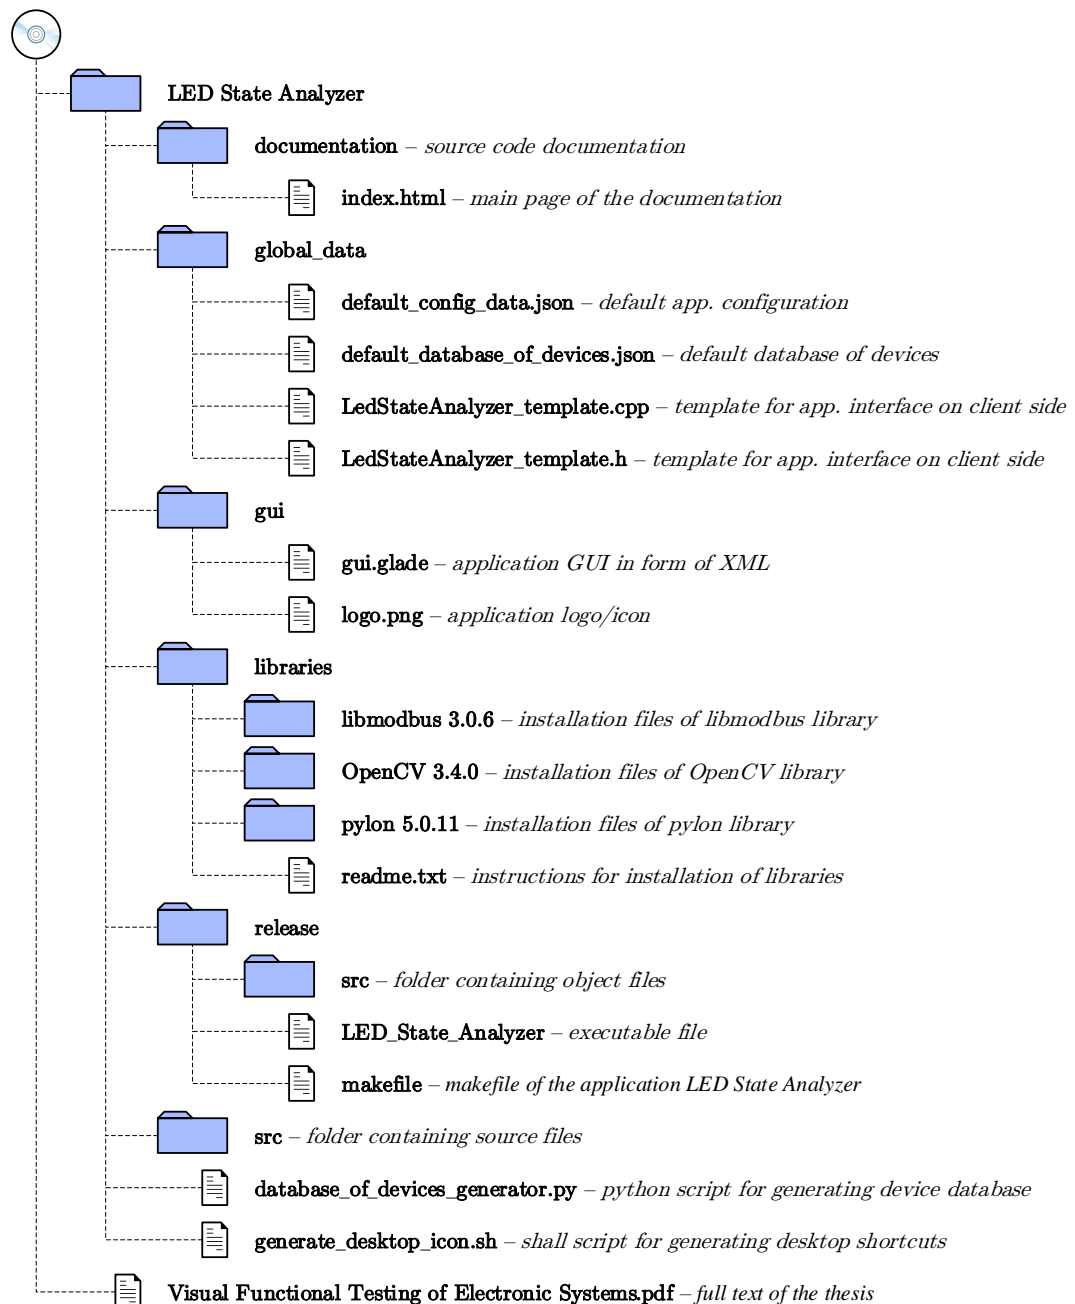 LED State Analyzer
documentation – source code documentation
index.html – main page of the documentation
global_data
default_config_data.json – default app. configuration
default_database_of_devices.json – default database of devices
LedStateAnalyzer_template.cpp – template for app. interface on client side
LedStateAnalyzer_template.h – template for app. interface on client side
gui
gui.glade – application GUI in form of XML
logo.png – application logo/icon
libraries
libmodbus 3.0.6 – installation files of libmodbus library
OpenCV 3.4.0 – installation files of OpenCV library
pylon 5.0.11 – installation files of pylon library
readme.txt – instructions for installation of libraries
release
src – folder containing object files
LED_State_Analyzer – executable file
makefile – makefile of the application LED State Analyzer
src – folder containing source files
database_of_devices_generator.py – python script for generating device database
generate_desktop_icon.sh – shall script for generating desktop shortcuts
Visual Functional Testing of Electronic Systems.pdf – full text of the thesis